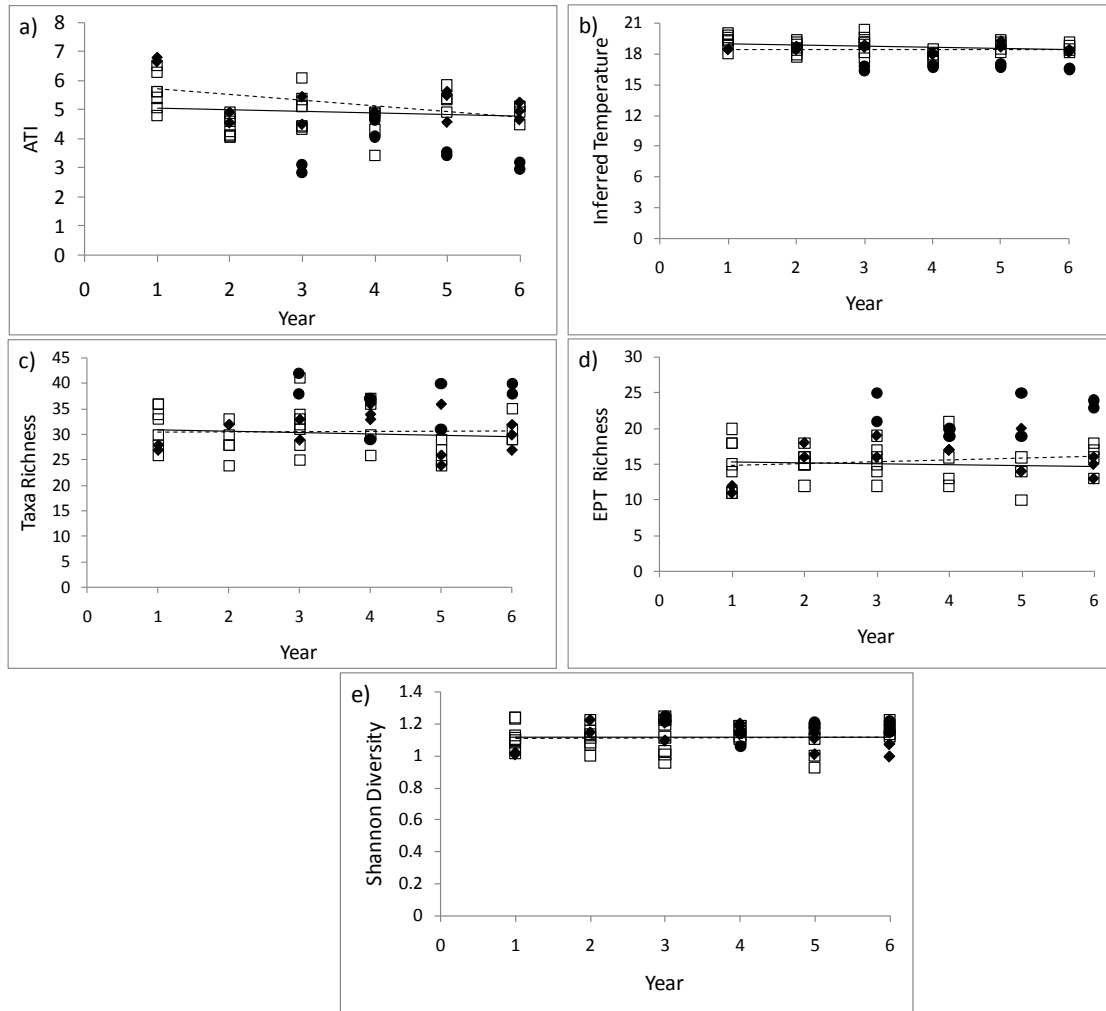 a)
8
7
6
5
4
3
2
1
0
ATI
0 1 2 3 4 5 6
Year
b)
21
18
15
12
9
6
3
0
Inferred Temperature
0 1 2 3 4 5 6
Year
c)
45
40
35
30
25
20
15
10
5
0
Taxa Richness
0 1 2 3 4 5 6
Year
d)
30
25
20
15
10
5
0
EPT Richness
0 1 2 3 4 5 6
Year
e)
1.4
1.2
1
0.8
0.6
0.4
0.2
0
Shannon Diversity
0 1 2 3 4 5 6
Year